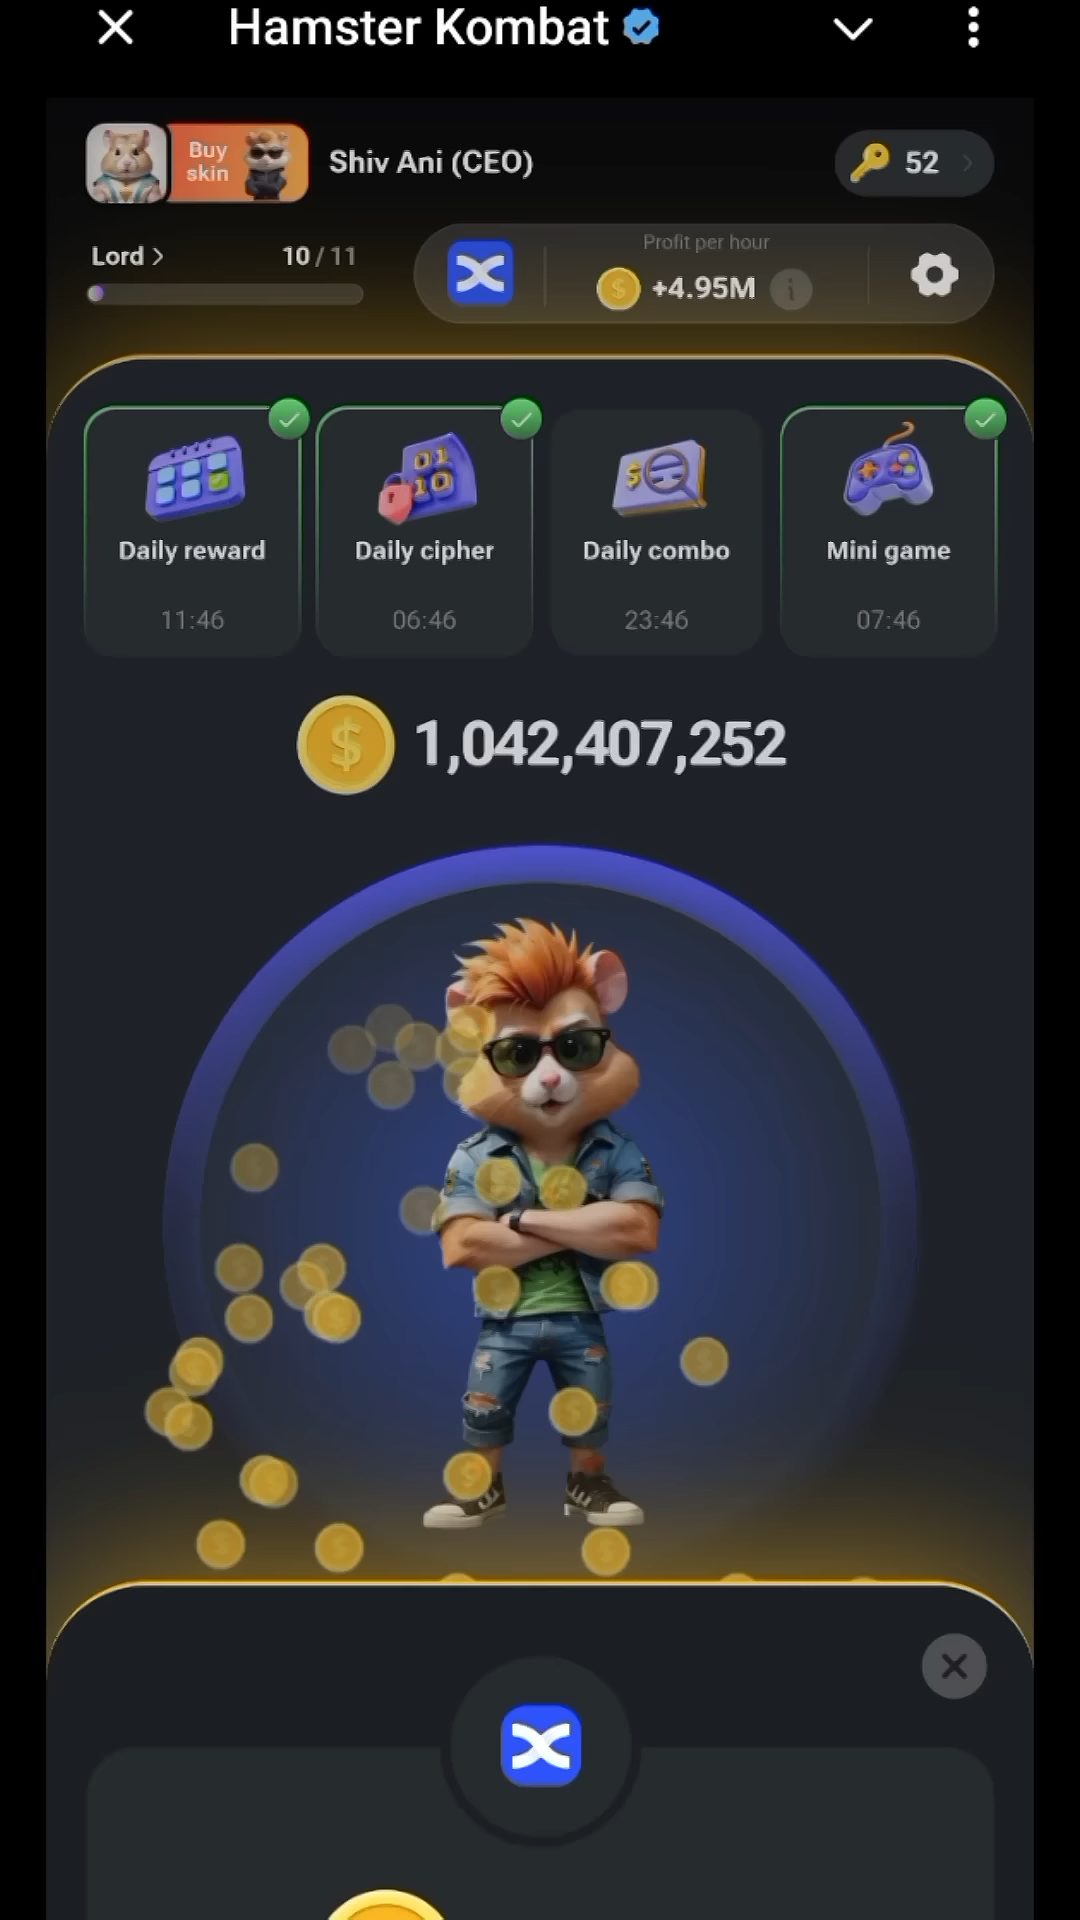 Hamster Kombat
Buy
skin
Shiv Ani (CEO)
52
Lord
10 / 11
Profit per hour
+4.95M
Daily reward
11:46
Daily cipher
06:46
Daily combo
23:46
Mini game
07:46
1,042,407,252